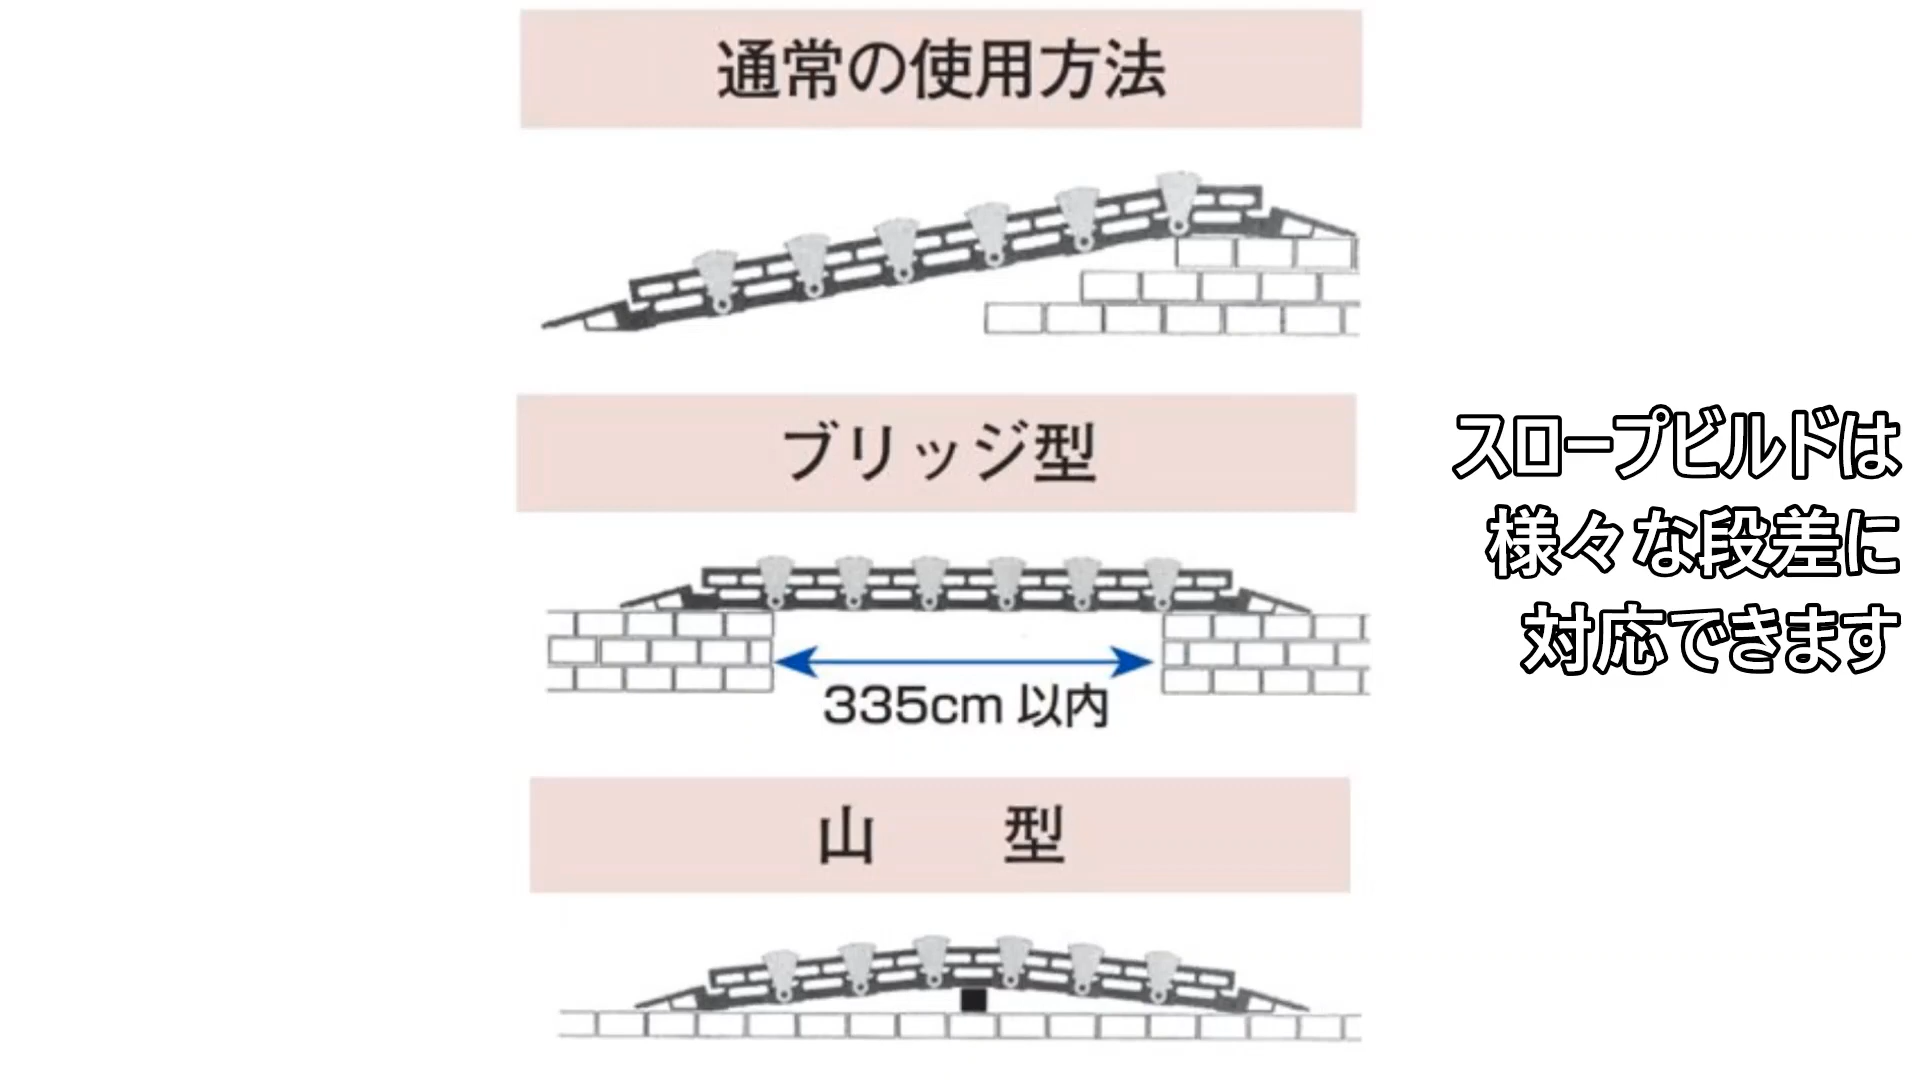 通常の使用方法
ブリッジ型
335cm 以内
山 型
スロープビルドは
様々な段差に
対応できます